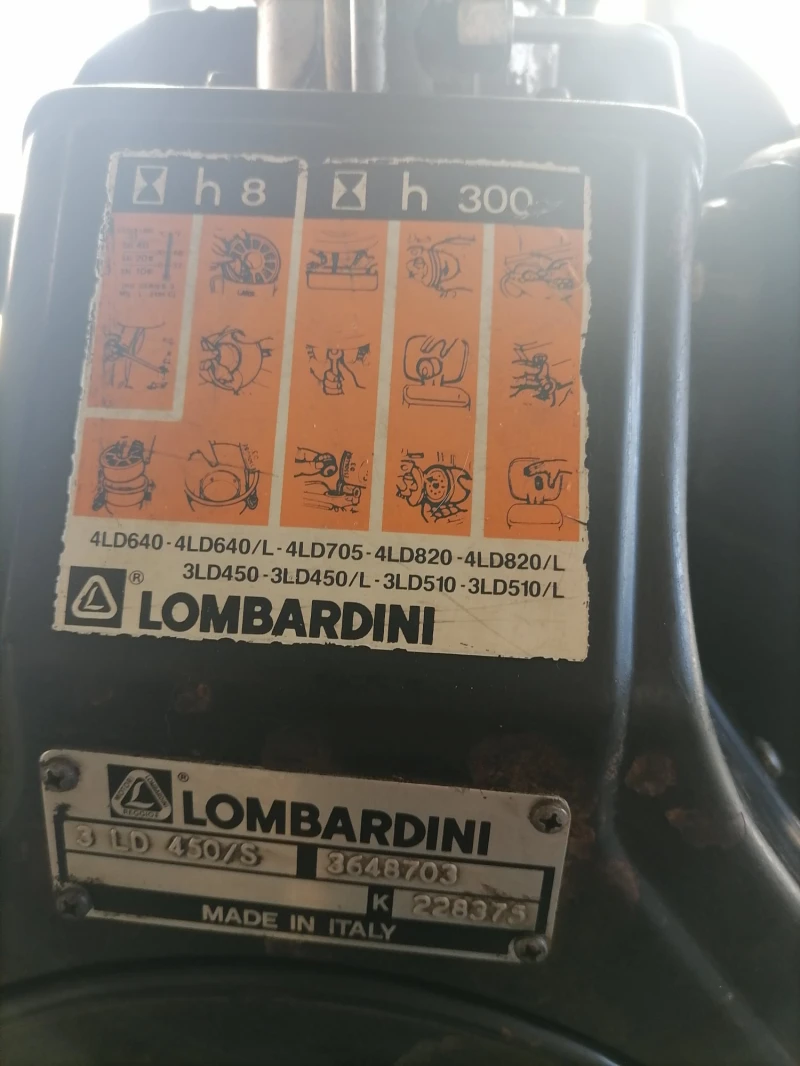 h 8
h 300
4LD640 - 4LD640/L - 4LD705 - 4LD820 - 4LD820/L
3LD450 - 3LD450/L - 3LD510 - 3LD510/L
® LOMBARDINI
® LOMBARDINI
3 LD 450/S 3648703
K 228375
MADE IN ITALY